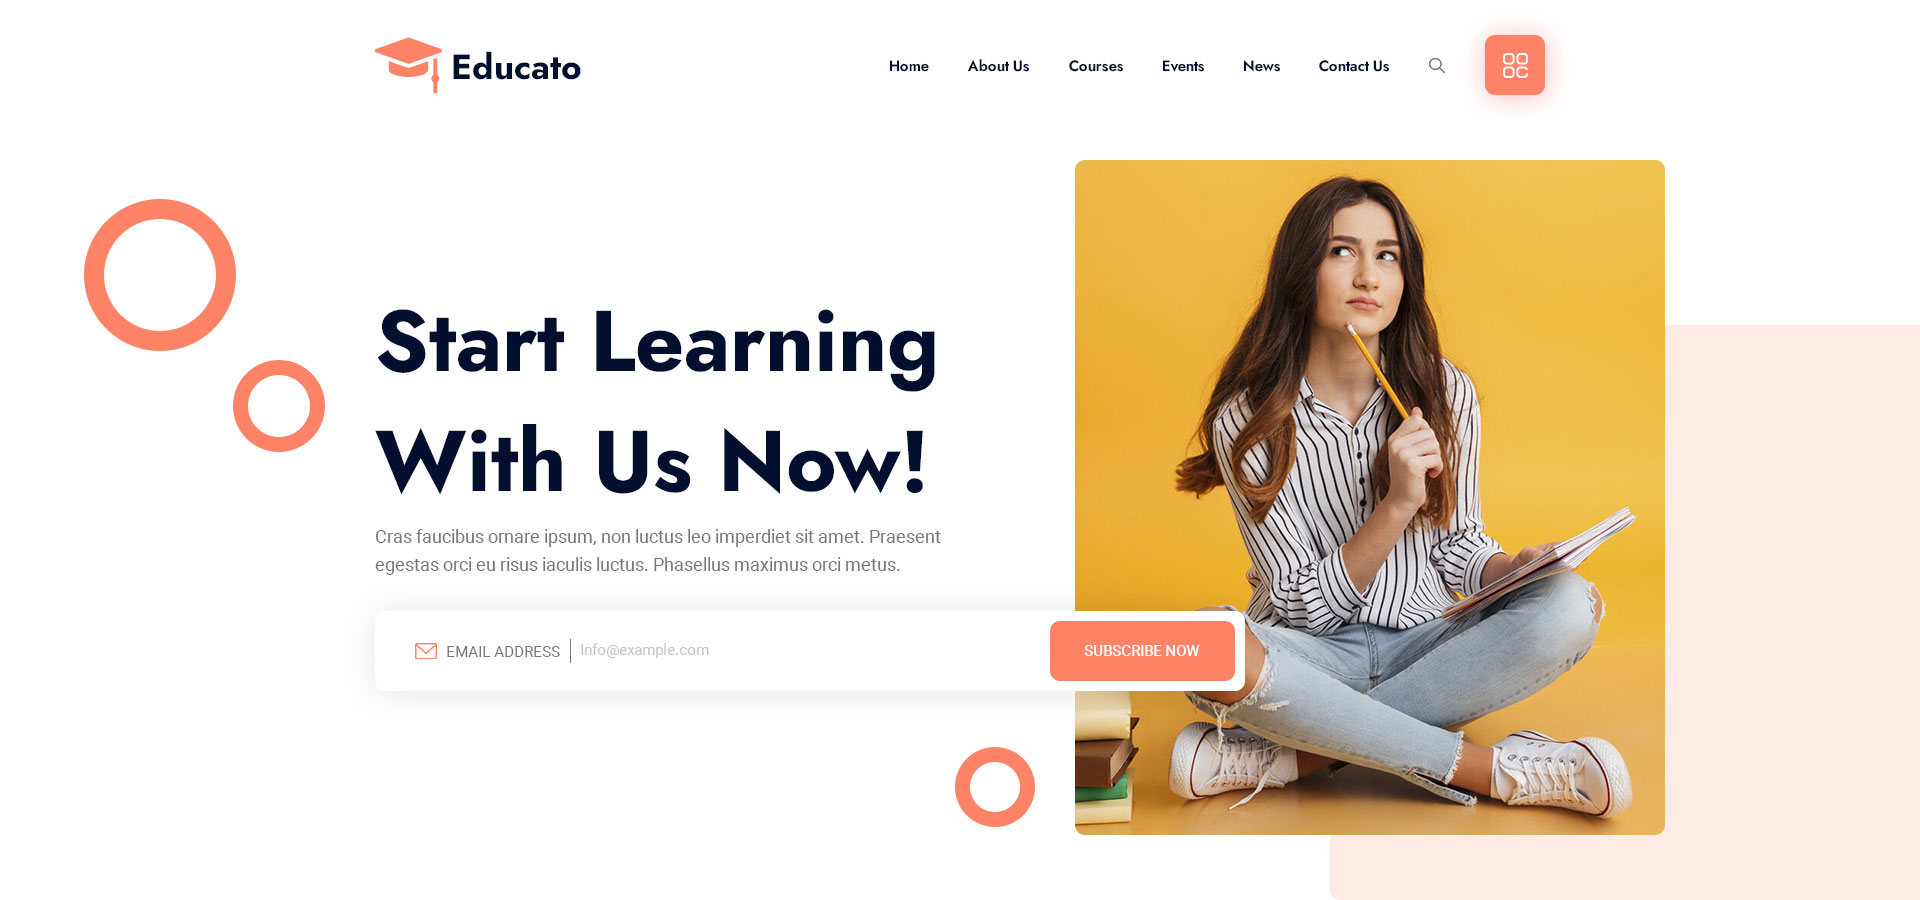 Educato
Home About Us Courses Events News Contact Us
Start Learning
With Us Now!
Cras faucibus ornare ipsum, non luctus leo imperdiet sit amet. Praesent
egestas orci eu risus iaculis luctus. Phasellus maximus orci metus.
EMAIL ADDRESS Info@example.com SUBSCRIBE NOW